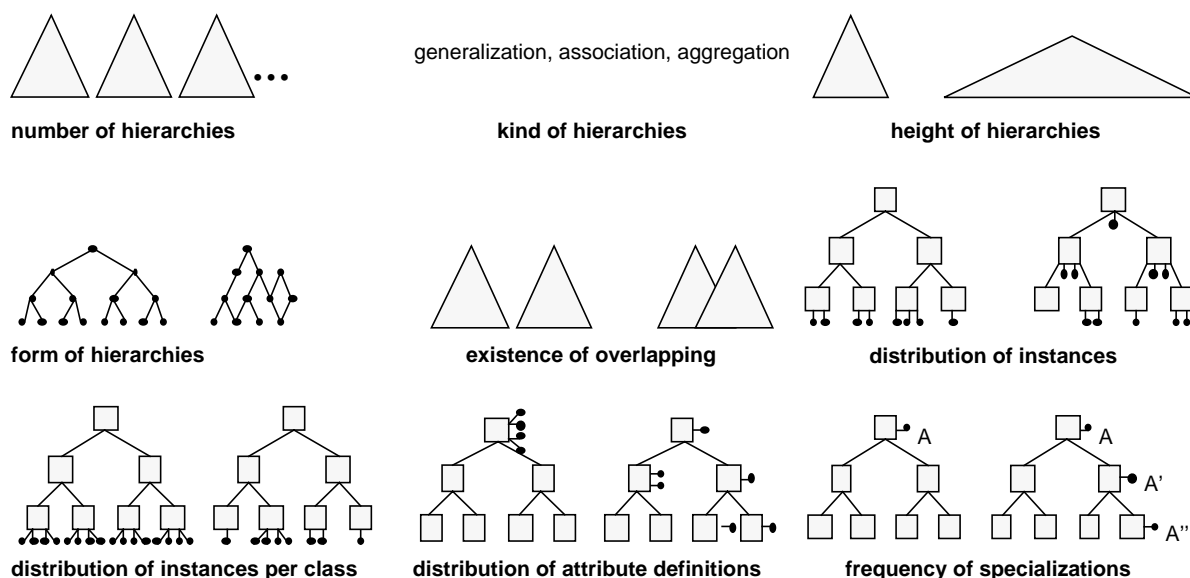 generalization, association, aggregation
number of hierarchies
kind of hierarchies
height of hierarchies
form of hierarchies
existence of overlapping
distribution of instances
A
A
A'
A''
distribution of instances per class
distribution of attribute definitions
frequency of specializations